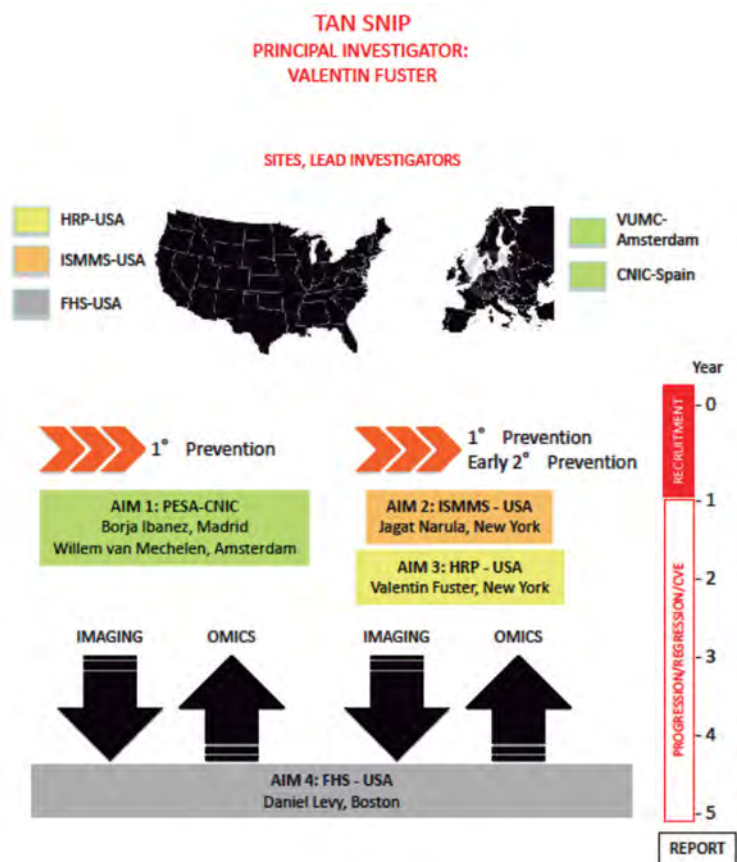 TAN SNIP
PRINCIPAL INVESTIGATOR:
VALENTIN FUSTER
SITES, LEAD INVESTIGATORS
HRP-USA
ISMMS-USA
FHS-USA
VUMC-
Amsterdam
CNIC-Spain
Year
0
1
2
3
4
5
RECRUITMENT
PROGRESSION/REGRESSION/CVE
1° Prevention
1° Prevention
Early 2° Prevention
AIM 1: PESA-CNIC
Borja Ibanez, Madrid
Willem van Mechelen, Amsterdam
AIM 2: ISMMS - USA
Jagat Narula, New York
AIM 3: HRP - USA
Valentin Fuster, New York
IMAGING
OMICS
IMAGING
OMICS
AIM 4: FHS - USA
Daniel Levy, Boston
REPORT